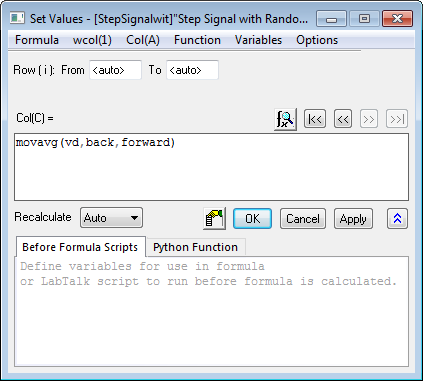 Set Values - [StepSignalwit]"Step Signal with Rando...
Formula wcol(1) Col(A) Function Variables Options
Row ( i ): From <auto> To <auto>
Col(C) =
|<< << >> >>|
movavg(vd,back,forward)
Recalculate Auto OK Cancel Apply
Before Formula Scripts Python Function
Define variables for use in formula
or LabTalk script to run before formula is calculated.